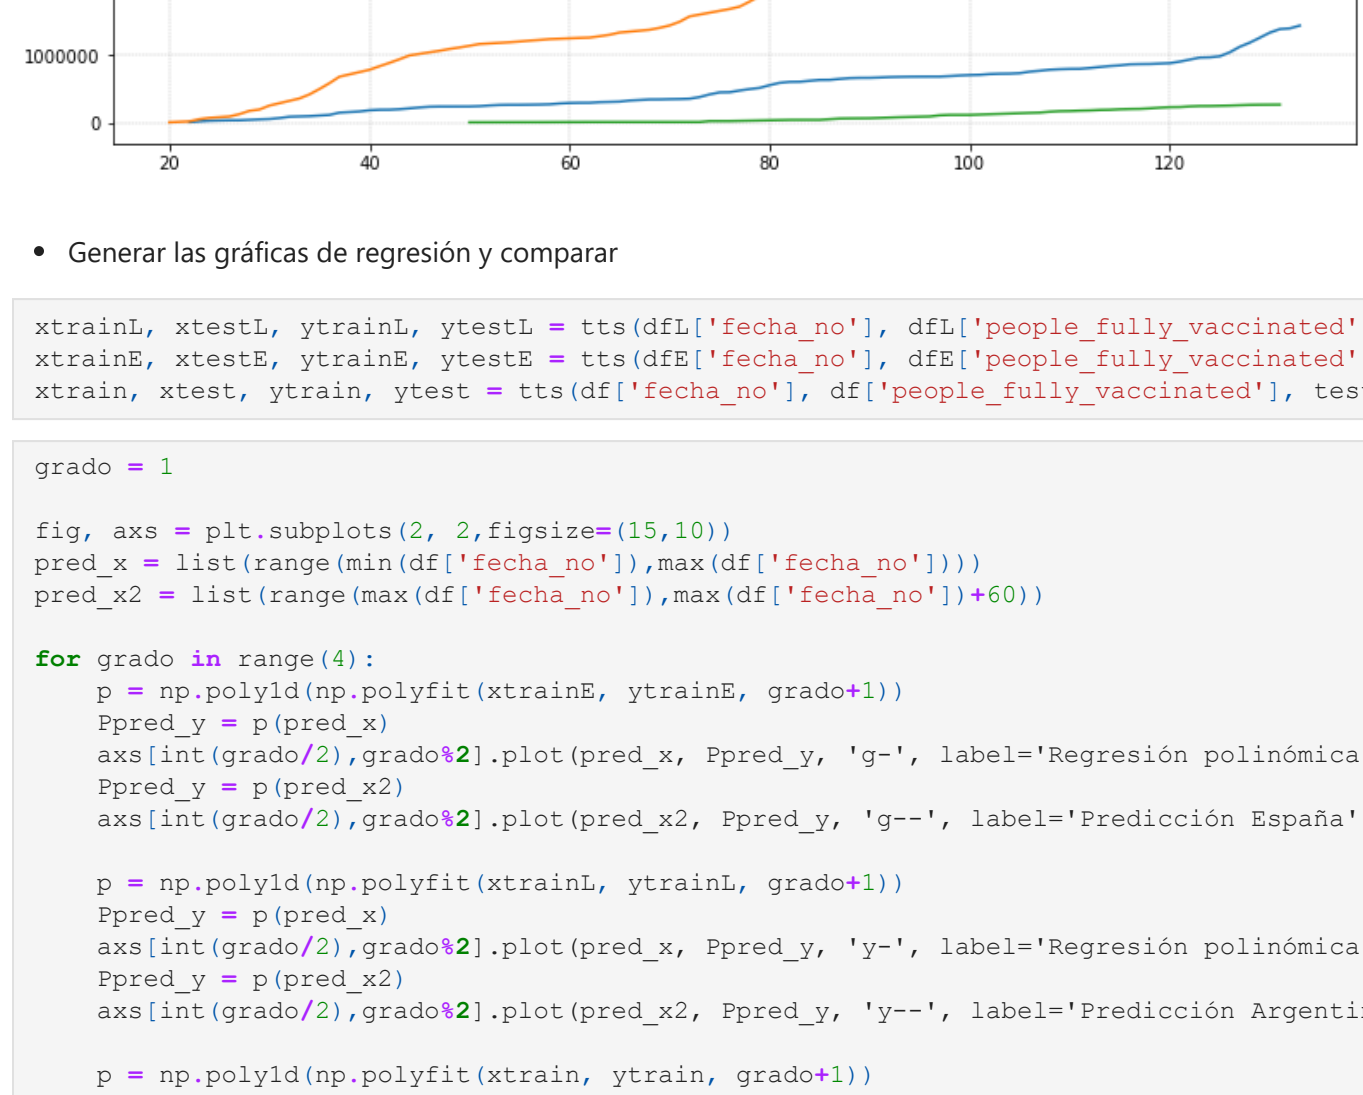 1000000
0
20 40 60 80 100 120
• Generar las gráficas de regresión y comparar
xtrainL, xtestL, ytrainL, ytestL = tts(dfL['fecha_no'], dfL['people_fully_vaccinated'
xtrainE, xtestE, ytrainE, ytestE = tts(dfE['fecha_no'], dfE['people_fully_vaccinated'
xtrain, xtest, ytrain, ytest = tts(df['fecha_no'], df['people_fully_vaccinated'], tes
grado = 1
fig, axs = plt.subplots(2, 2,figsize=(15,10))
pred_x = list(range(min(df['fecha_no']),max(df['fecha_no'])))
pred_x2 = list(range(max(df['fecha_no']),max(df['fecha_no'])+60))
for grado in range(4):
    p = np.poly1d(np.polyfit(xtrainE, ytrainE, grado+1))
    Ppred_y = p(pred_x)
    axs[int(grado/2),grado%2].plot(pred_x, Ppred_y, 'g-', label='Regresión polinómica
    Ppred_y = p(pred_x2)
    axs[int(grado/2),grado%2].plot(pred_x2, Ppred_y, 'g--', label='Predicción España'
    p = np.poly1d(np.polyfit(xtrainL, ytrainL, grado+1))
    Ppred_y = p(pred_x)
    axs[int(grado/2),grado%2].plot(pred_x, Ppred_y, 'y-', label='Regresión polinómica
    Ppred_y = p(pred_x2)
    axs[int(grado/2),grado%2].plot(pred_x2, Ppred_y, 'y--', label='Predicción Argenti
    p = np.poly1d(np.polyfit(xtrain, ytrain, grado+1))